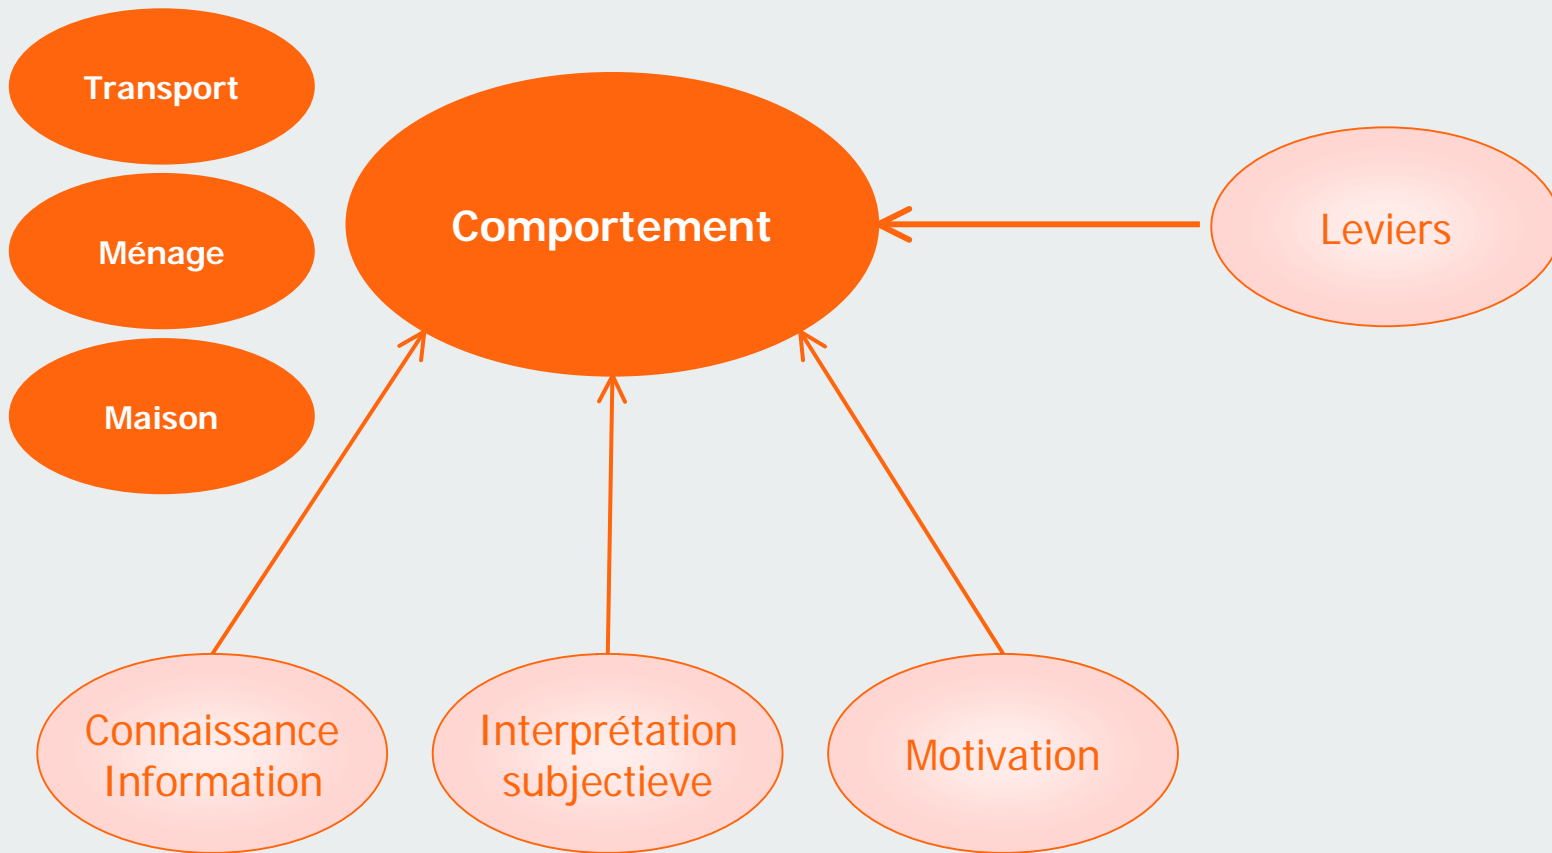 Transport
Ménage
Maison
Comportement
Leviers
Connaissance
Information
Interprétation
subjectieve
Motivation